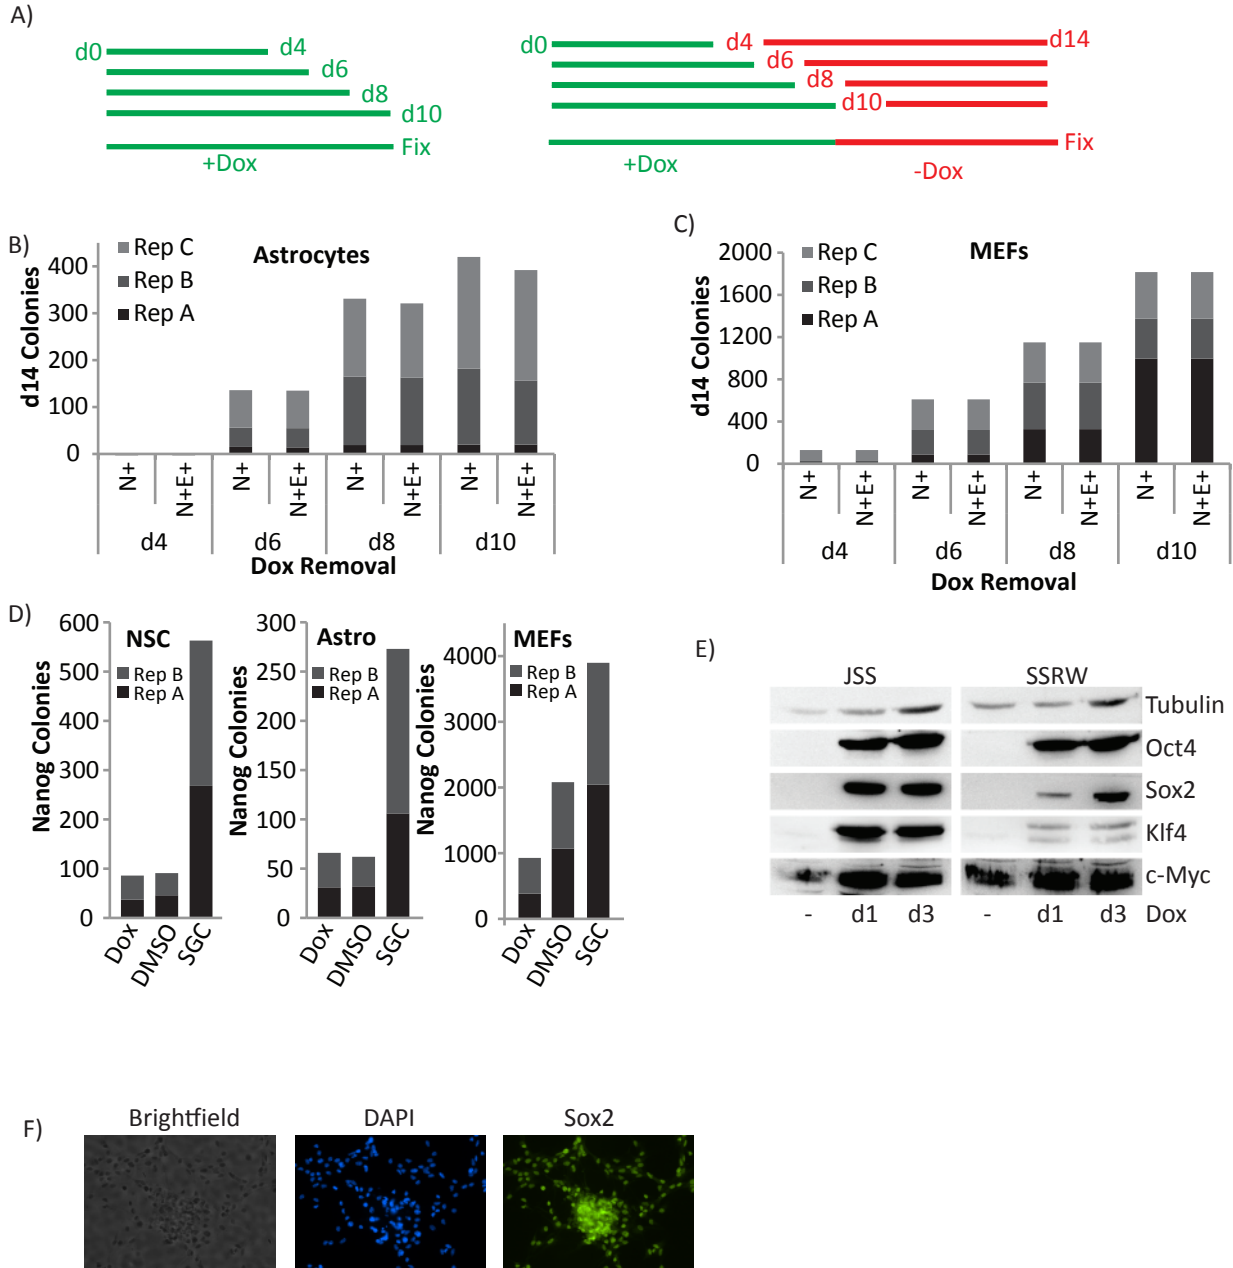 A)
d0 d4
d6
d8
d10
Fix
+Dox
d0 d4 d14
d6
d8
d10
Fix
+Dox -Dox
B)
Astrocytes
Rep C
Rep B
Rep A
d14 Colonies
400
300
200
100
0
N+ N+E+ N+ N+E+ N+ N+E+ N+ N+E+
d4 d6 d8 d10
Dox Removal
C)
MEFs
Rep C
Rep B
Rep A
d14 Colonies
2000
1600
1200
800
400
0
N+ N+E+ N+ N+E+ N+ N+E+ N+ N+E+
d4 d6 d8 d10
Dox Removal
D)
NSC
Rep B
Rep A
Nanog Colonies
600
500
400
300
200
100
0
Dox DMSO SGC
Astro
Rep B
Rep A
Nanog Colonies
300
250
200
150
100
50
0
Dox DMSO SGC
MEFs
Rep B
Rep A
Nanog Colonies
4000
3000
2000
1000
0
Dox DMSO SGC
E)
JSS SSRW
Tubulin
Oct4
Sox2
Klf4
c-Myc
- d1 d3 - d1 d3 Dox
F)
Brightfield DAPI Sox2